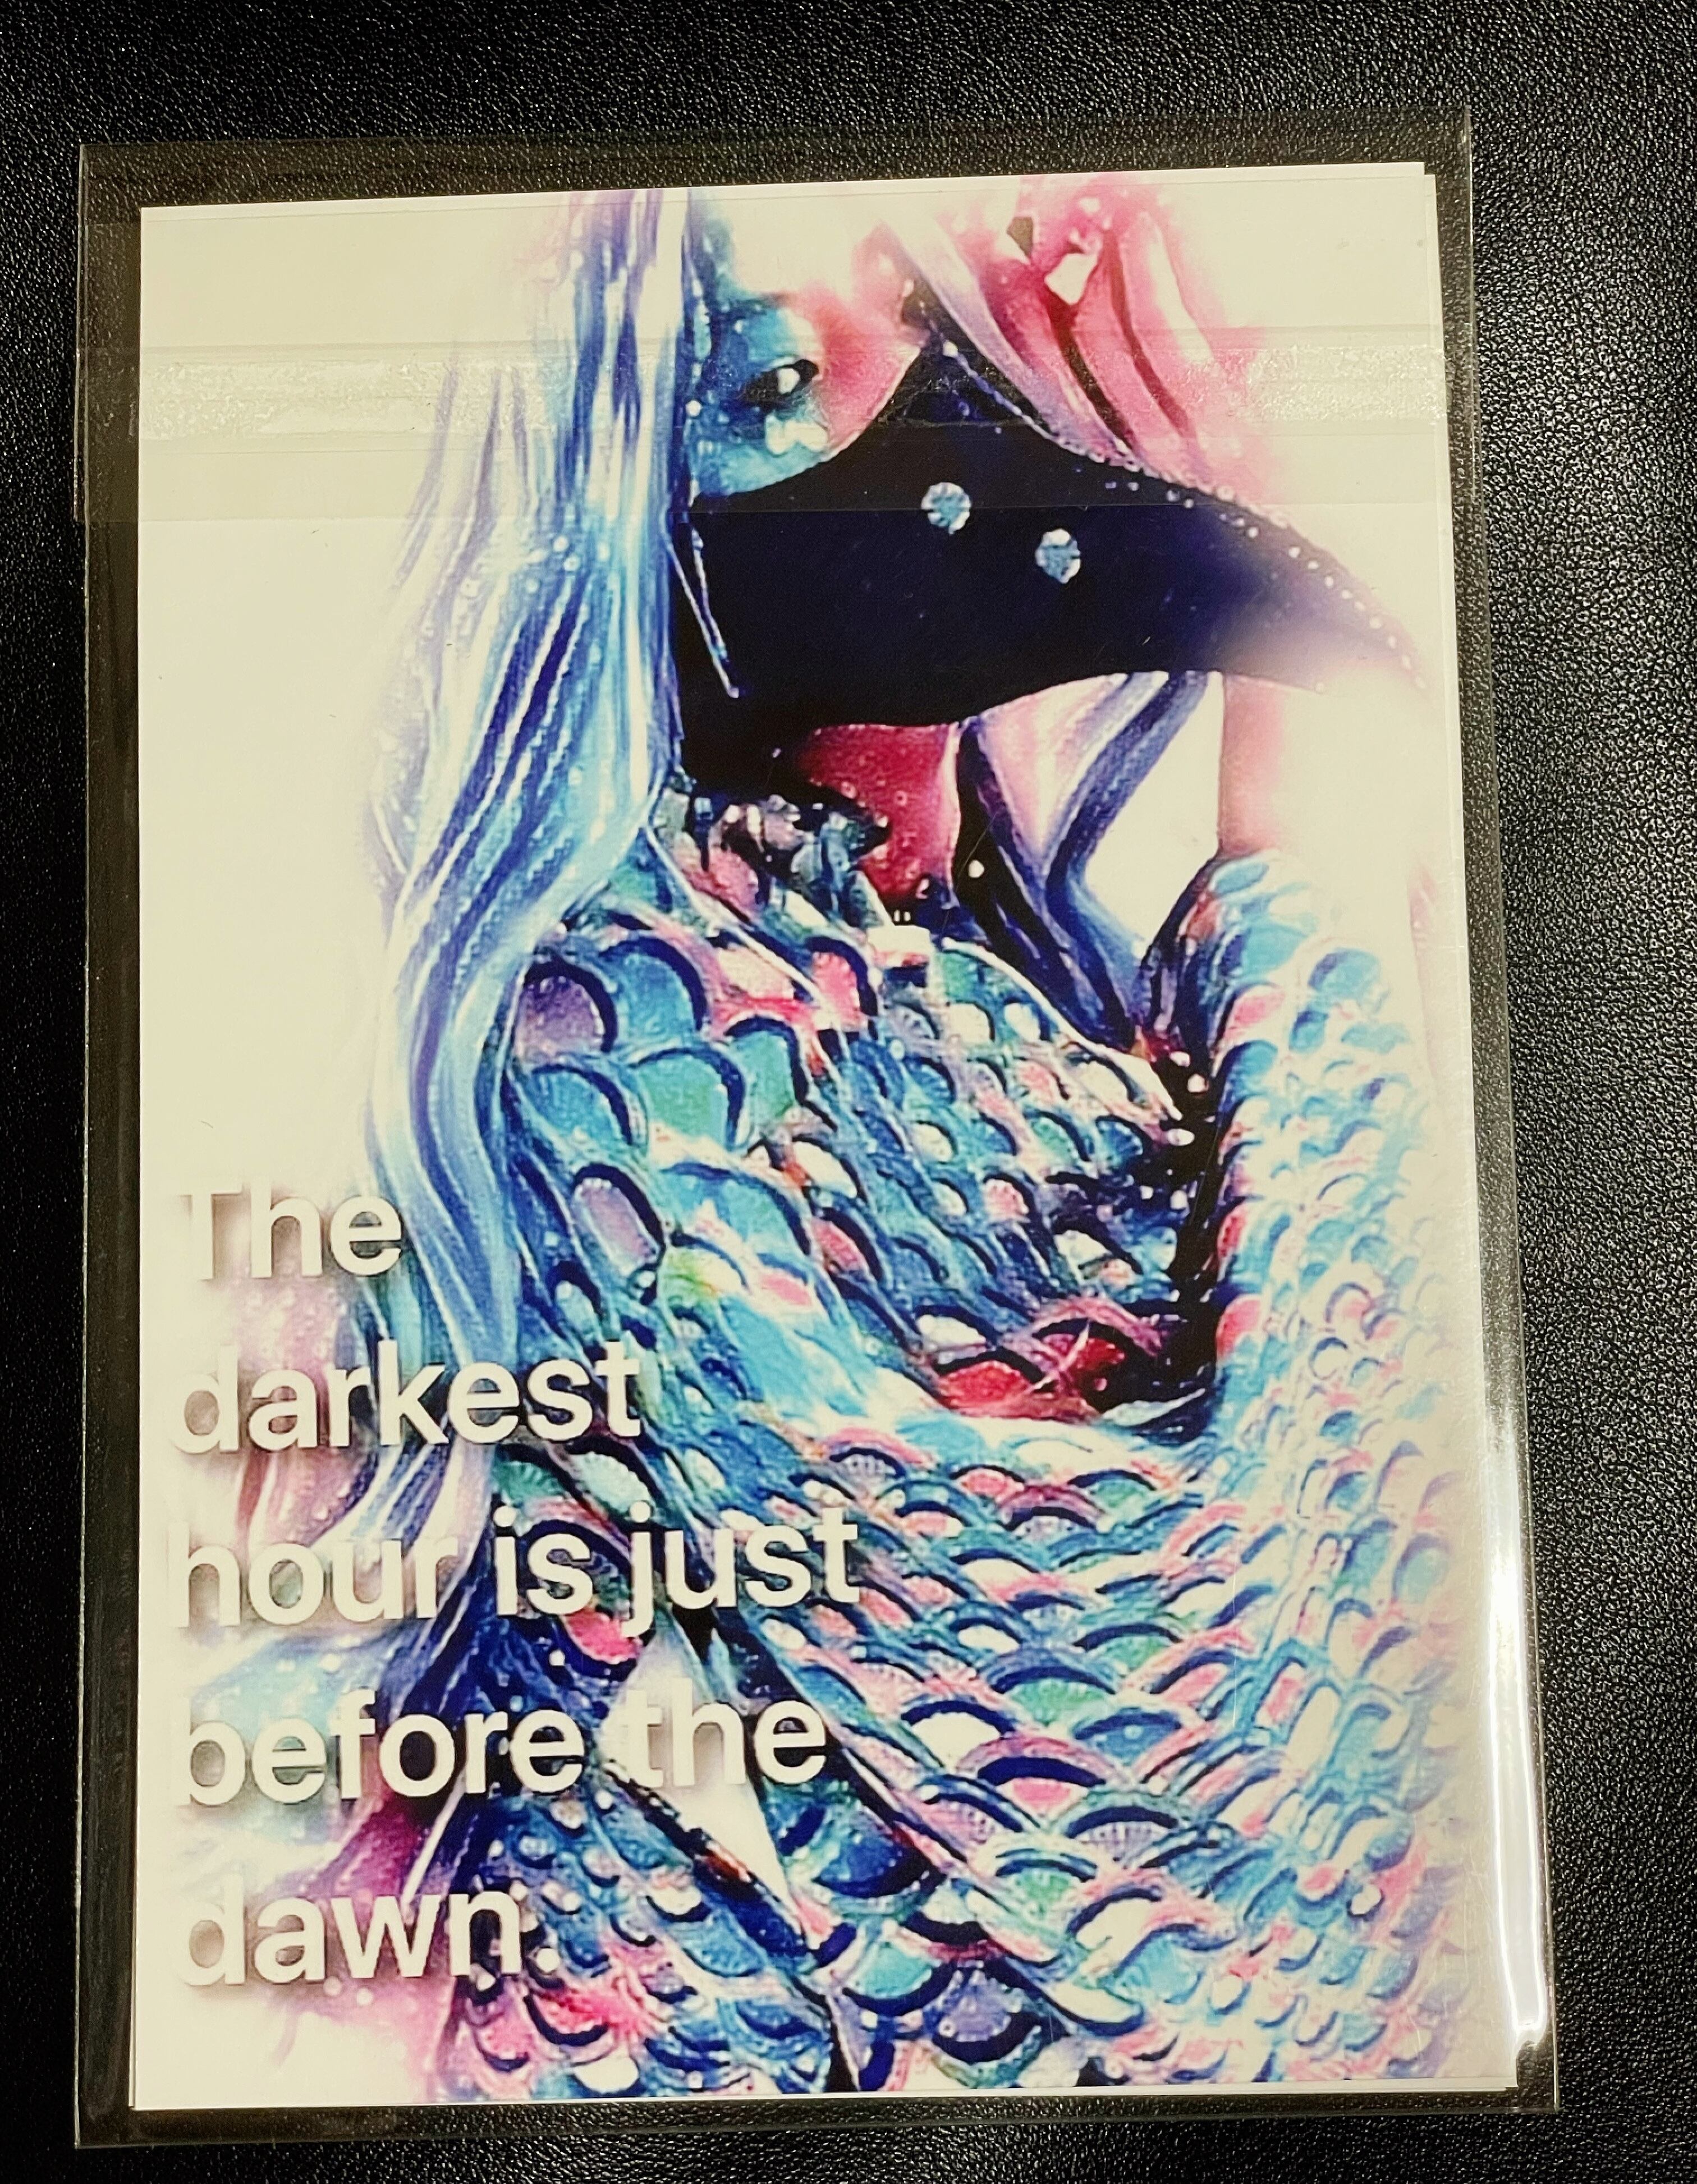 The
darkest
hour is just
before the
dawn.